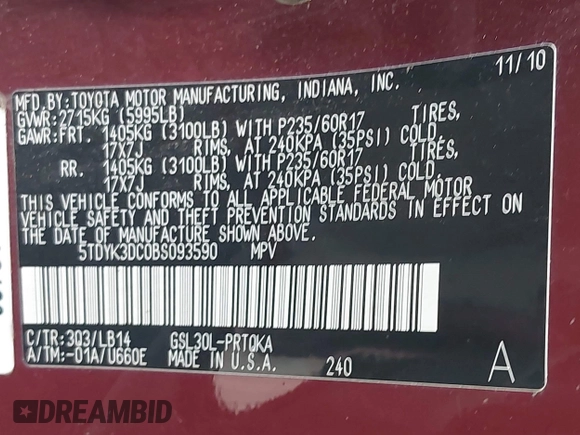 MFD.BY:TOYOTA MOTOR MANUFACTURING, INDIANA, INC. 11/10
GVWR:2715KG (5995LB)
GAWR:FRT. 1405KG (3100LB) WITH P235/60R17 TIRES,
17X7J RIMS, AT 240KPA (35PSI) COLD.
RR. 1405KG (3100LB) WITH P235/60R17 TIRES,
17X7J RIMS, AT 240KPA (35PSI) COLD.
THIS VEHICLE CONFORMS TO ALL APPLICABLE FEDERAL MOTOR
VEHICLE SAFETY AND THEFT PREVENTION STANDARDS IN EFFECT ON
THE DATE OF MANUFACTURE SHOWN ABOVE.
5TDYK3DC0BS093590 MPV
C/TR:3Q3/LB14 GSL30L-PRTQKA
A/TM:-01A/U660E MADE IN U.S.A. 240 A
DREAMBID